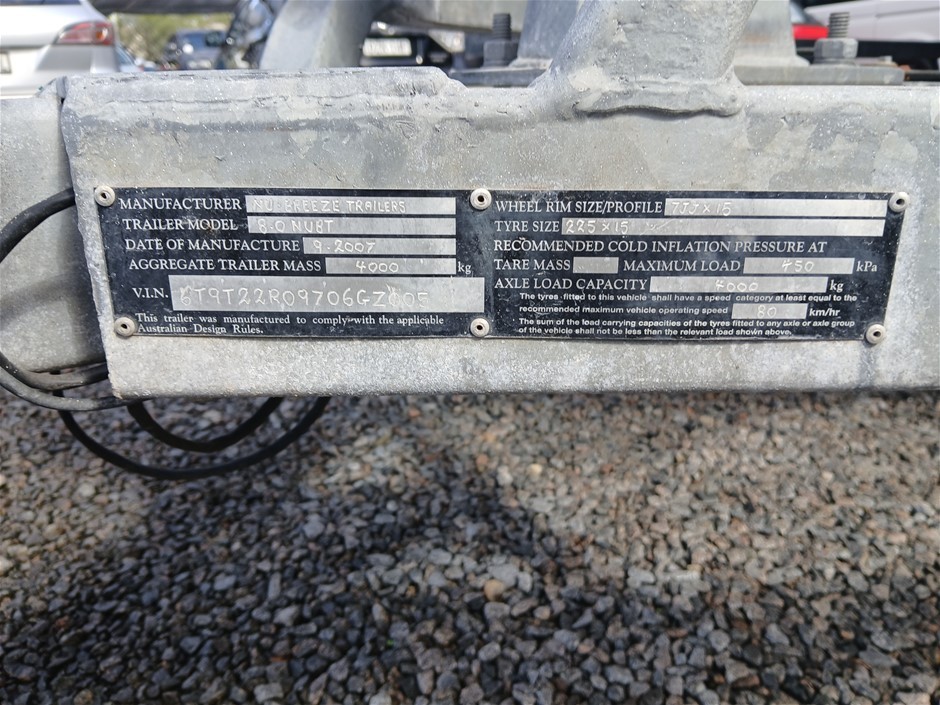 MANUFACTURER NU-BREEZE TRAILERS
TRAILER MODEL 8.0 NUBT
DATE OF MANUFACTURE 9-2007
AGGREGATE TRAILER MASS 4000 kg
V.I.N. 6T9T22RO9706GZ005
This trailer was manufactured to comply with the applicable
Australian Design Rules.
WHEEL RIM SIZE/PROFILE 7JJ X 15
TYRE SIZE 225 X 15
RECOMMENDED COLD INFLATION PRESSURE AT
TARE MASS MAXIMUM LOAD 450 kPa
AXLE LOAD CAPACITY 4000 kg
The tyres fitted to this vehicle shall have a speed category at least equal to the
recommended maximum vehicle operating speed 80 km/hr
The sum of the load carrying capacities of the tyres fitted to any axle or axle group
of the vehicle shall not be less than the relevant load shown above.